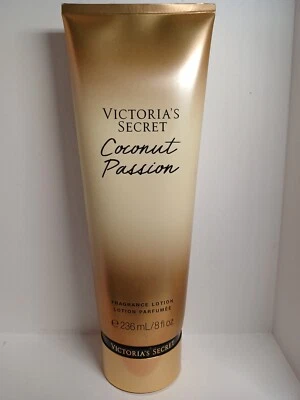 VICTORIA'S
SECRET
Coconut
Passion
FRAGRANCE LOTION
LOTION PARFUMÉE
℮ 236 mL/8 fl oz
VICTORIA'S SECRET